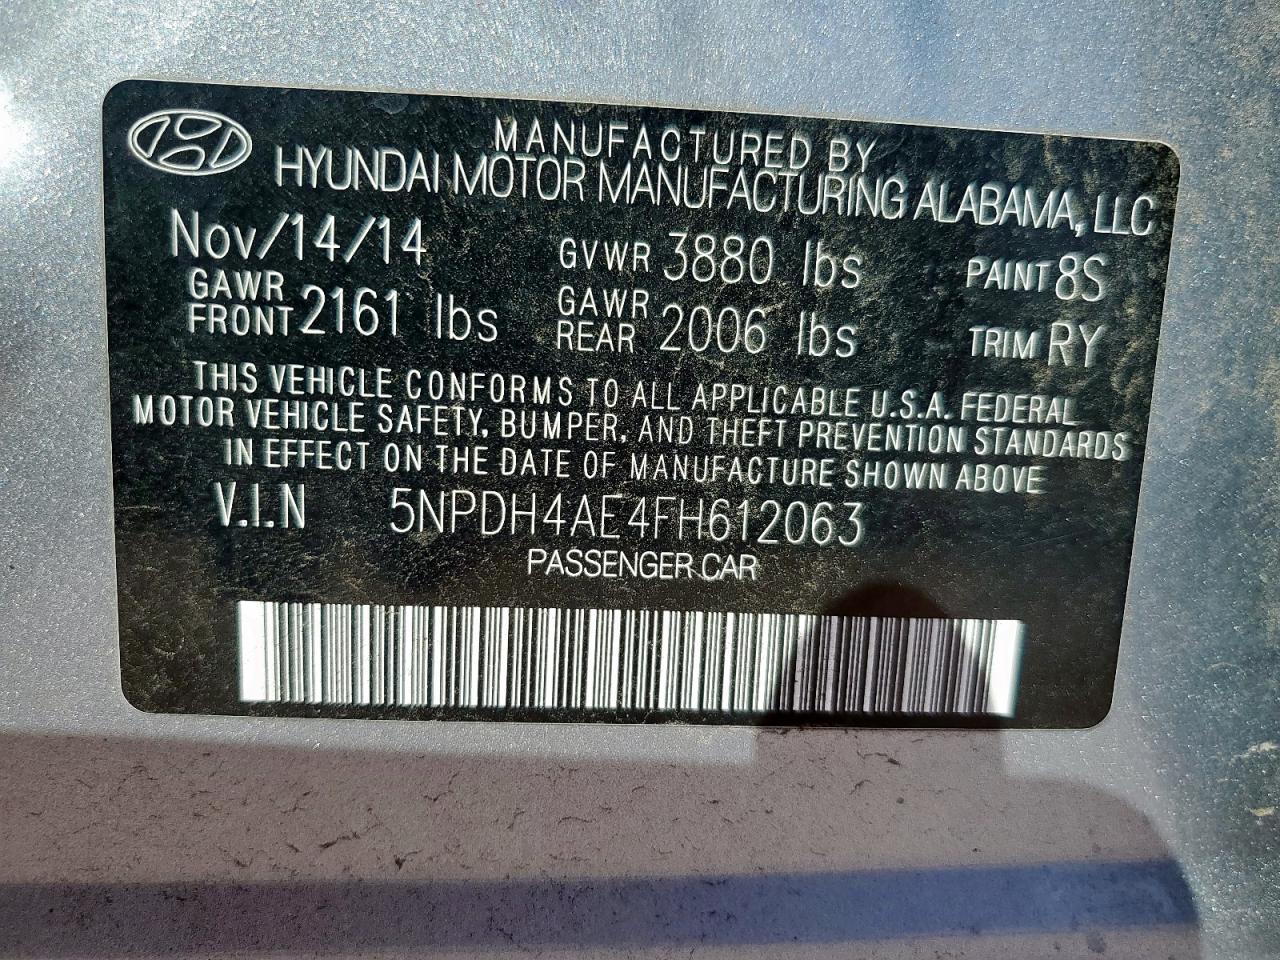 MANUFACTURED BY
HYUNDAI MOTOR MANUFACTURING ALABAMA, LLC
Nov/14/14 GVWR 3880 lbs PAINT 8S
GAWR FRONT 2161 lbs GAWR REAR 2006 lbs TRIM RY
THIS VEHICLE CONFORMS TO ALL APPLICABLE U.S.A. FEDERAL
MOTOR VEHICLE SAFETY, BUMPER, AND THEFT PREVENTION STANDARDS
IN EFFECT ON THE DATE OF MANUFACTURE SHOWN ABOVE
V.I.N 5NPDH4AE4FH612063
PASSENGER CAR